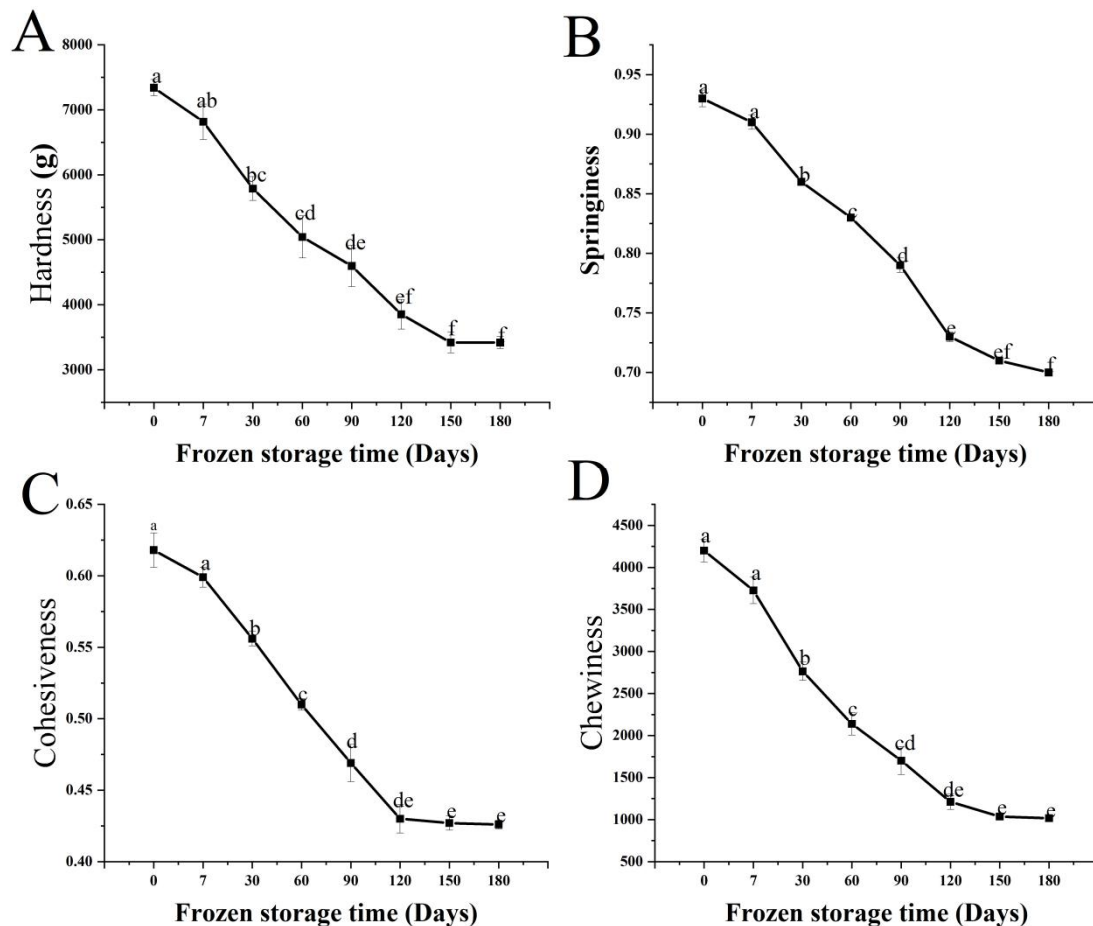 A
8000
7000
6000
5000
4000
3000
Hardness (g)
a
ab
bc
cd
de
ef
f
f
0 7 30 60 90 120 150 180
Frozen storage time (Days)
B
0.95
0.90
0.85
0.80
0.75
0.70
Springiness
a
a
b
c
d
e
ef
f
0 7 30 60 90 120 150 180
Frozen storage time (Days)
C
0.65
0.60
0.55
0.50
0.45
0.40
Cohesiveness
a
a
b
c
d
de
e
e
0 7 30 60 90 120 150 180
Frozen storage time (Days)
D
4500
4000
3500
3000
2500
2000
1500
1000
500
Chewiness
a
a
b
c
cd
de
e
e
0 7 30 60 90 120 150 180
Frozen storage time (Days)